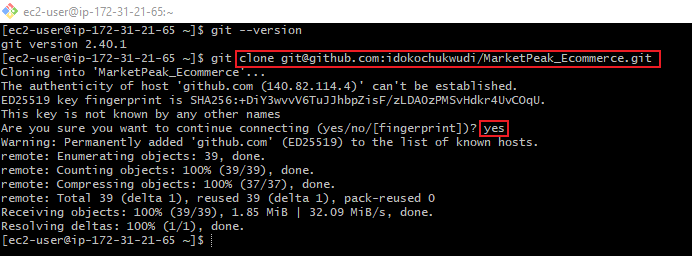 [ec2-user@ip-172-31-21-65:~
[ec2-user@ip-172-31-21-65 ~]$ git --version
git version 2.40.1
[ec2-user@ip-172-31-21-65 ~]$ git clone git@github.com:idokochukwudi/MarketPeak_Ecommerce.git
Cloning into 'MarketPeak_Ecommerce'...
The authenticity of host 'github.com (140.82.114.4)' can't be established.
ED25519 key fingerprint is SHA256:+DiY3wvvV6TuJJhbpZisF/zLDA0zPMSvHdkr4UvCOqU.
This key is not known by any other names
Are you sure you want to continue connecting (yes/no/[fingerprint])? yes
Warning: Permanently added 'github.com' (ED25519) to the list of known hosts.
remote: Enumerating objects: 39, done.
remote: Counting objects: 100% (39/39), done.
remote: Compressing objects: 100% (37/37), done.
remote: Total 39 (delta 1), reused 39 (delta 1), pack-reused 0
Receiving objects: 100% (39/39), 1.85 MiB | 32.09 MiB/s, done.
Resolving deltas: 100% (1/1), done.
[ec2-user@ip-172-31-21-65 ~]$